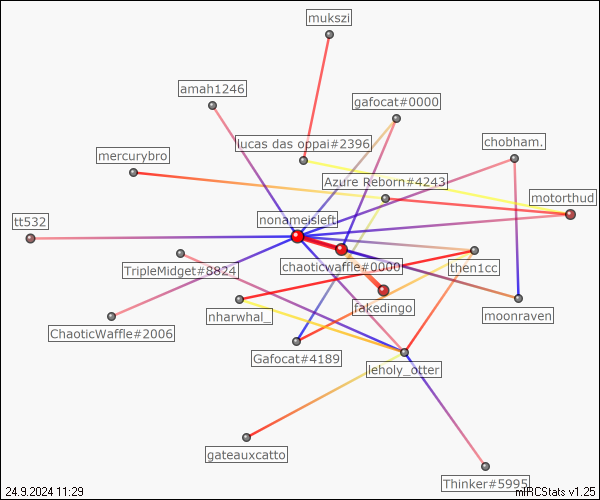 mukszi
amah1246
gafocat#0000
lucas das oppai#2396
chobham.
mercurybro
Azure Reborn#4243
motorthud
nonameisleft
tt532
chaoticwaffle#0000
then1cc
TripleMidget#8824
fakedingo
moonraven
nharwhal_
ChaoticWaffle#2006
Gafocat#4189
leholy_otter
gateauxcatto
Thinker#5995
24.9.2024 11:29
mIRCStats v1.25